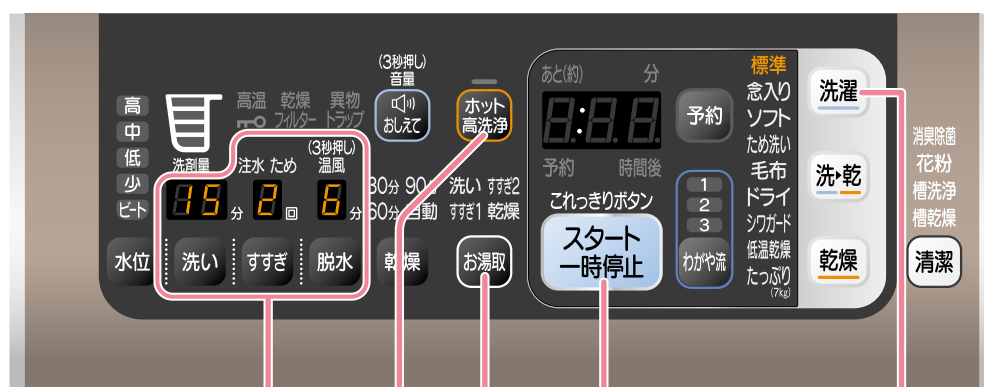 高
中
低
少
ビート
水位
洗剤量
15分
洗い
高温 乾燥 異物
フィルター トラップ
注水 ため
2回
すすぎ
(3秒押し)
温風
6分
脱水
(3秒押し)
音量
おしえて
30分 90分 洗い すすぎ2
60分 自動 すすぎ1 乾燥
乾燥
ホット
高洗浄
お湯取
あと(約) 分
8:88
予約 時間後
これっきりボタン
スタート
一時停止
予約
1
2
3
わがや流
標準
念入り
ソフト
ため洗い
毛布
ドライ
シワガード
低温乾燥
たっぷり
(7kg)
洗濯
洗▸乾
乾燥
消臭除菌
花粉
槽洗浄
槽乾燥
清潔